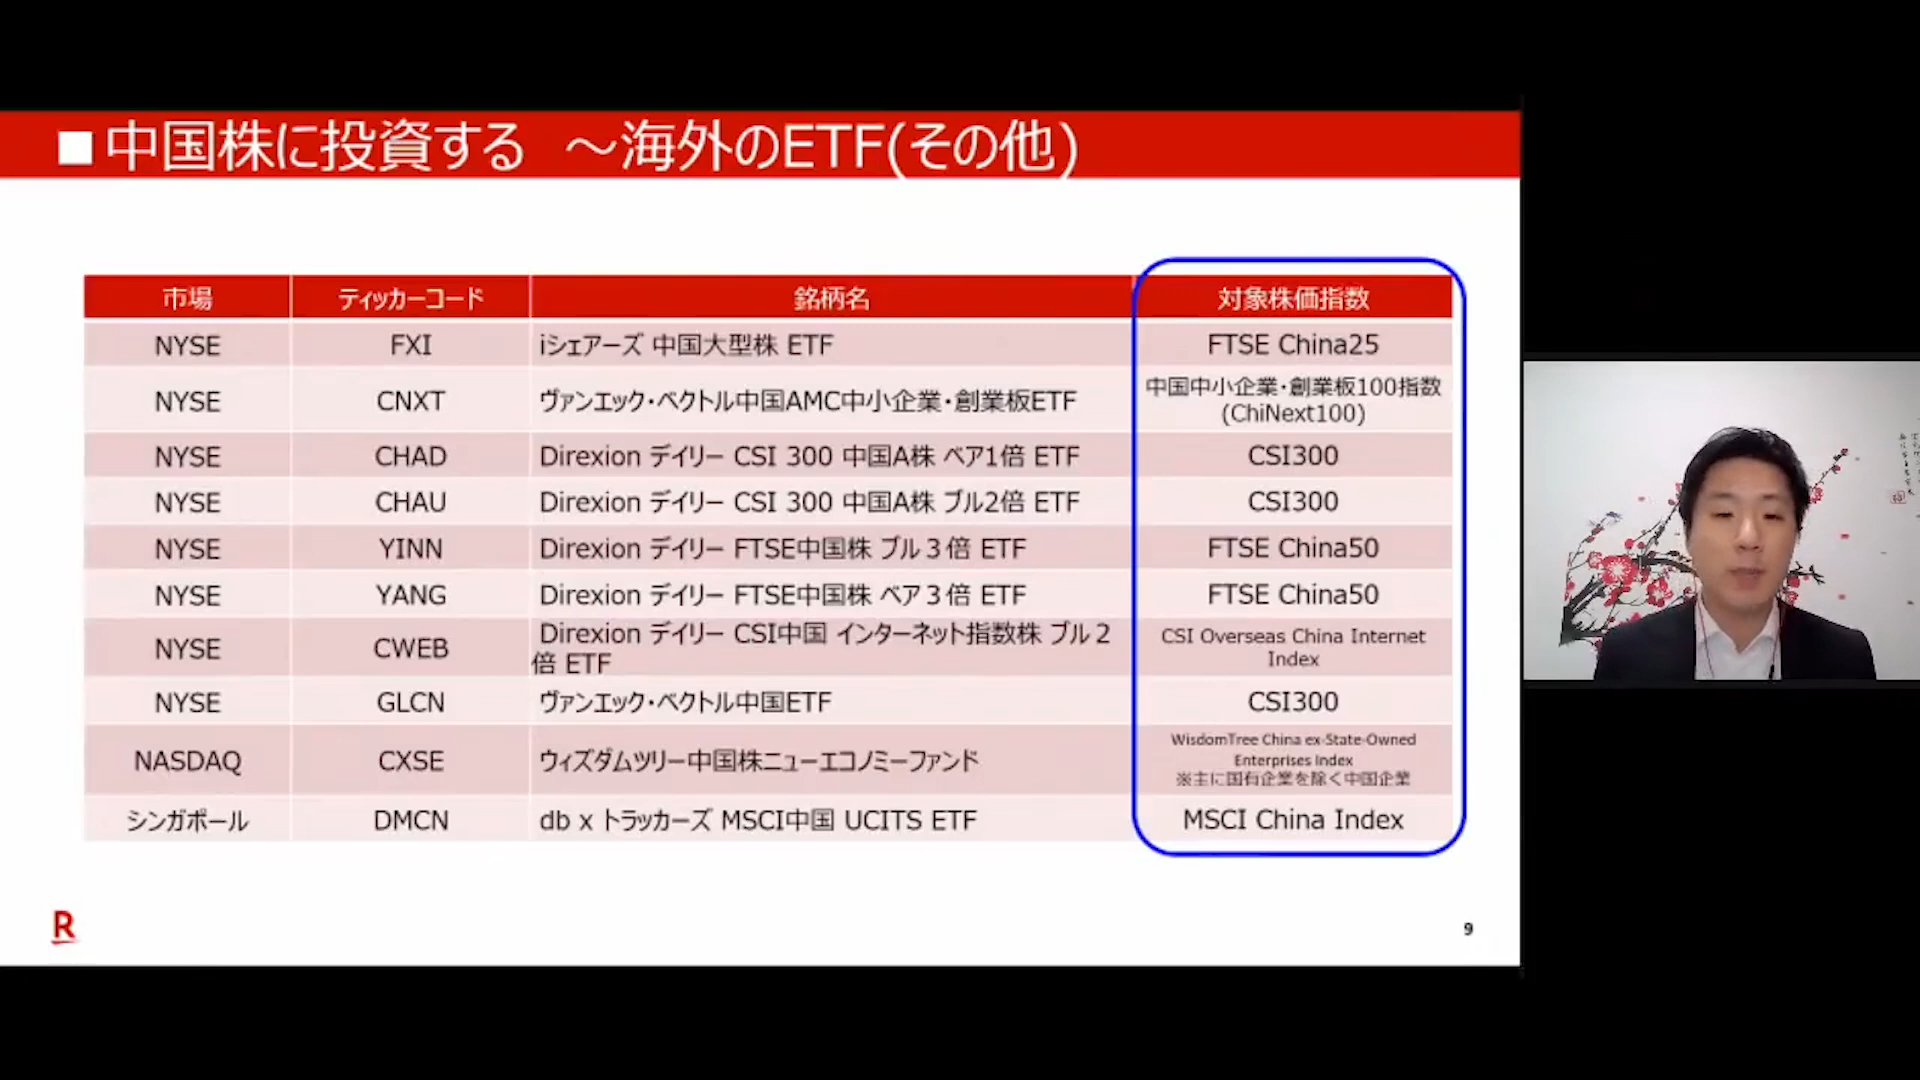 ■中国株に投資する ～海外のETF(その他)
市場 ティッカーコード 銘柄名 対象株価指数
NYSE FXI iシェアーズ 中国大型株 ETF FTSE China25
NYSE CNXT ヴァンエック・ベクトル中国AMC中小企業・創業板ETF 中国中小企業・創業板100指数
(ChiNext100)
NYSE CHAD Direxion デイリー CSI 300 中国A株 ベア1倍 ETF CSI300
NYSE CHAU Direxion デイリー CSI 300 中国A株 ブル2倍 ETF CSI300
NYSE YINN Direxion デイリー FTSE中国株 ブル３倍 ETF FTSE China50
NYSE YANG Direxion デイリー FTSE中国株 ベア３倍 ETF FTSE China50
NYSE CWEB Direxion デイリー CSI中国 インターネット指数株 ブル２
倍 ETF
CSI Overseas China Internet
Index
NYSE GLCN ヴァンエック・ベクトル中国ETF CSI300
NASDAQ CXSE ウィズダムツリー中国株ニューエコノミーファンド
WisdomTree China ex-State-Owned
Enterprises Index
※主に国有企業を除く中国企業
シンガポール DMCN db x トラッカーズ MSCI中国 UCITS ETF MSCI China Index
R
9